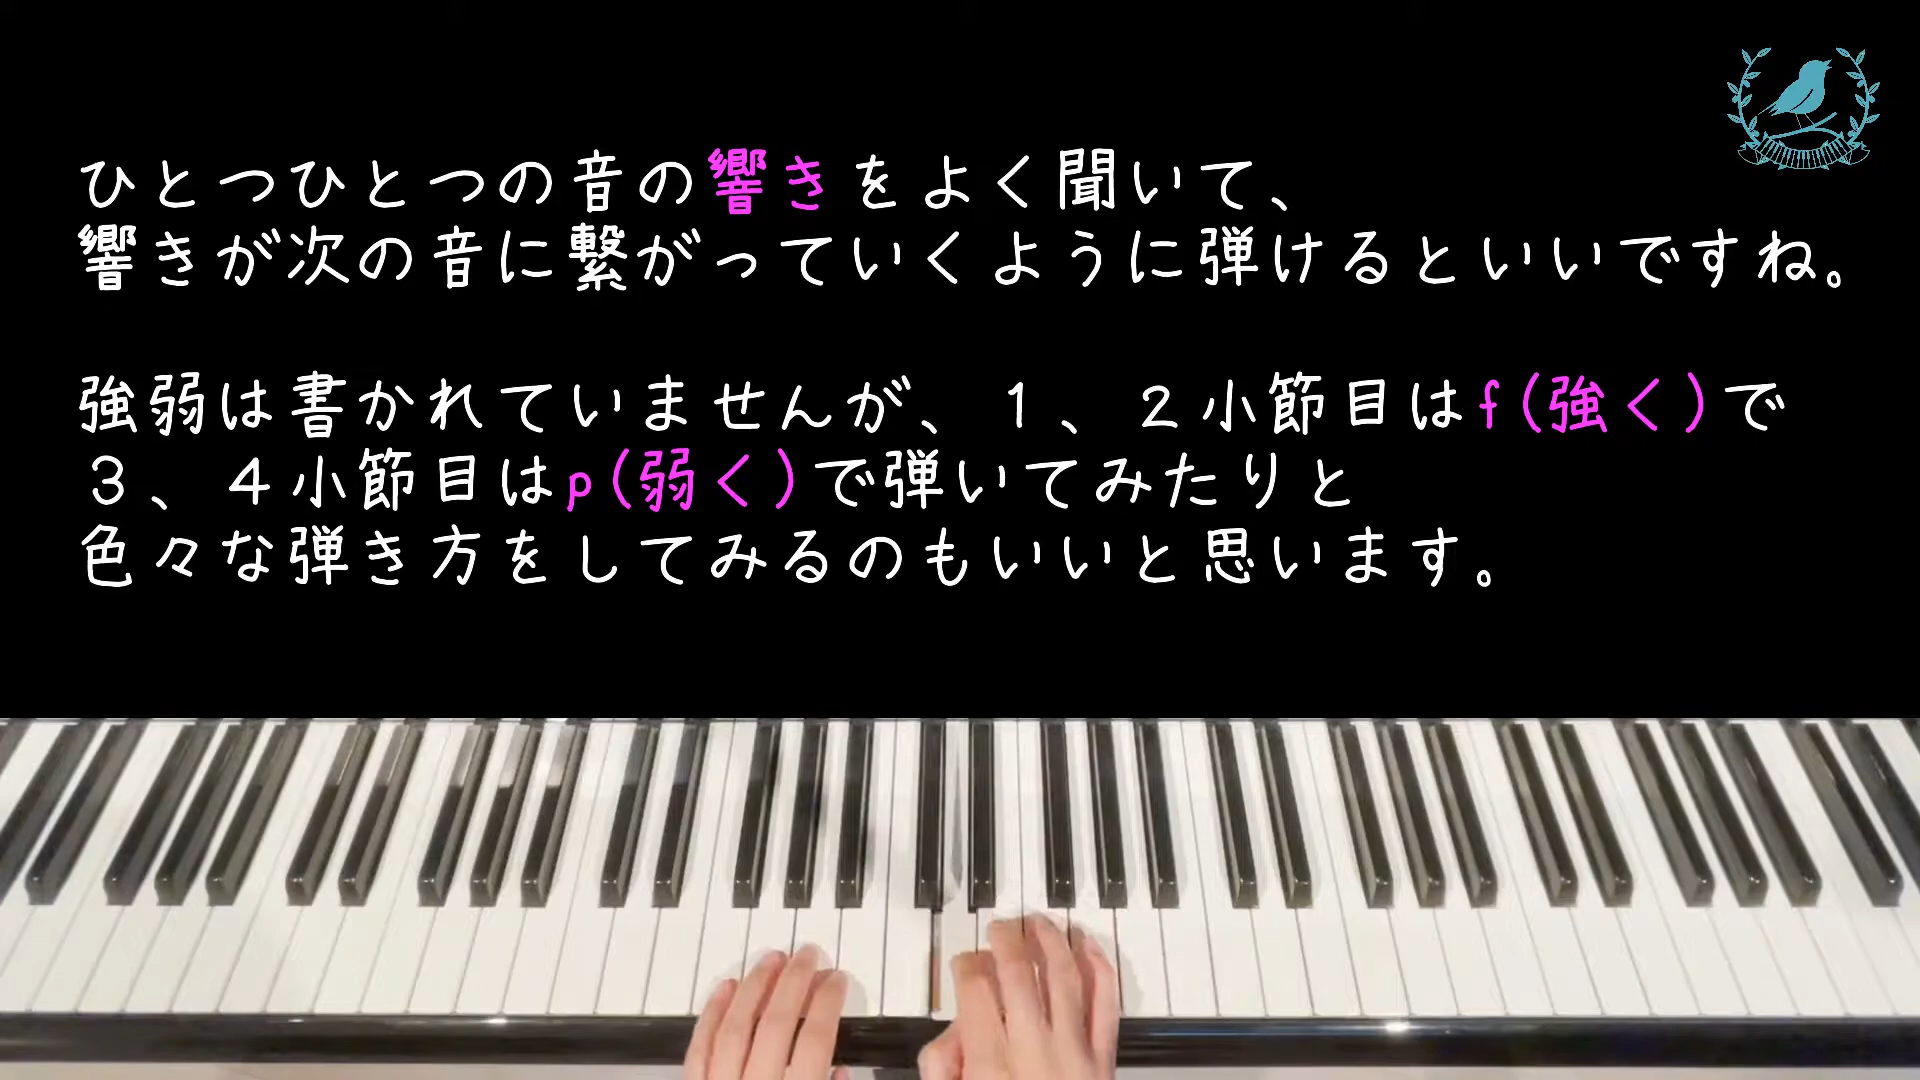 ひとつひとつの音の響きをよく聞いて、
響きが次の音に繋がっていくように弾けるといいですね。
強弱は書かれていませんが、１、２小節目はf(強く)で
３、４小節目はp(弱く)で弾いてみたりと
色々な弾き方をしてみるのもいいと思います。